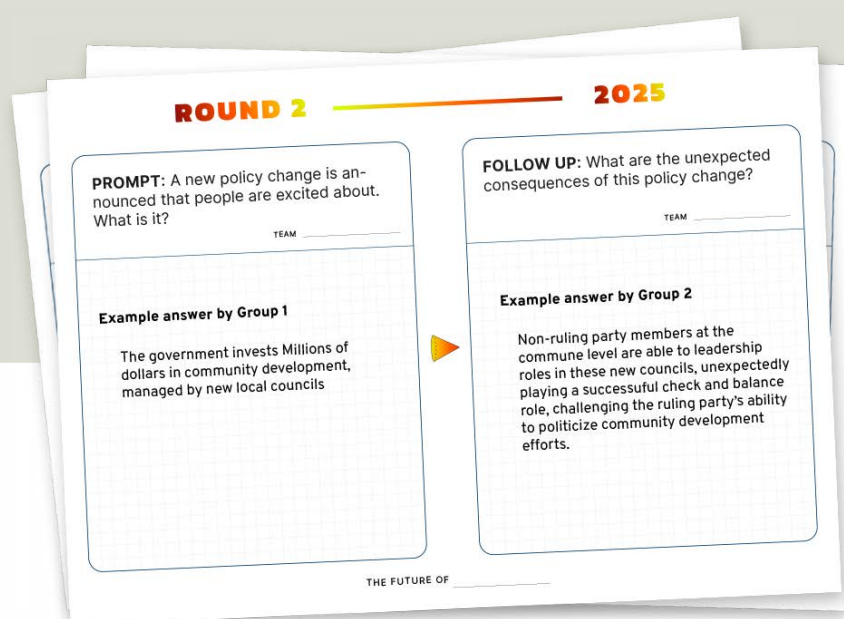 ROUND 2
2025
PROMPT: A new policy change is an-
nounced that people are excited about.
What is it?
TEAM
Example answer by Group 1
The government invests Millions of
dollars in community development,
managed by new local councils
FOLLOW UP: What are the unexpected
consequences of this policy change?
TEAM
Example answer by Group 2
Non-ruling party members at the
commune level are able to leadership
roles in these new councils, unexpectedly
playing a successuful check and balance
role, challenging the ruling party's ability
to politicize community development
efforts.
THE FUTURE OF